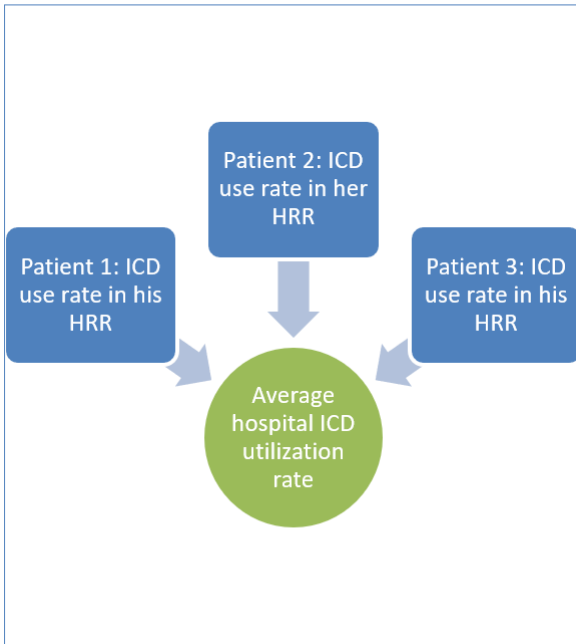 Patient 2: ICD
use rate in her
HRR
Patient 1: ICD
use rate in his
HRR
Patient 3: ICD
use rate in his
HRR
Average
hospital ICD
utilization
rate